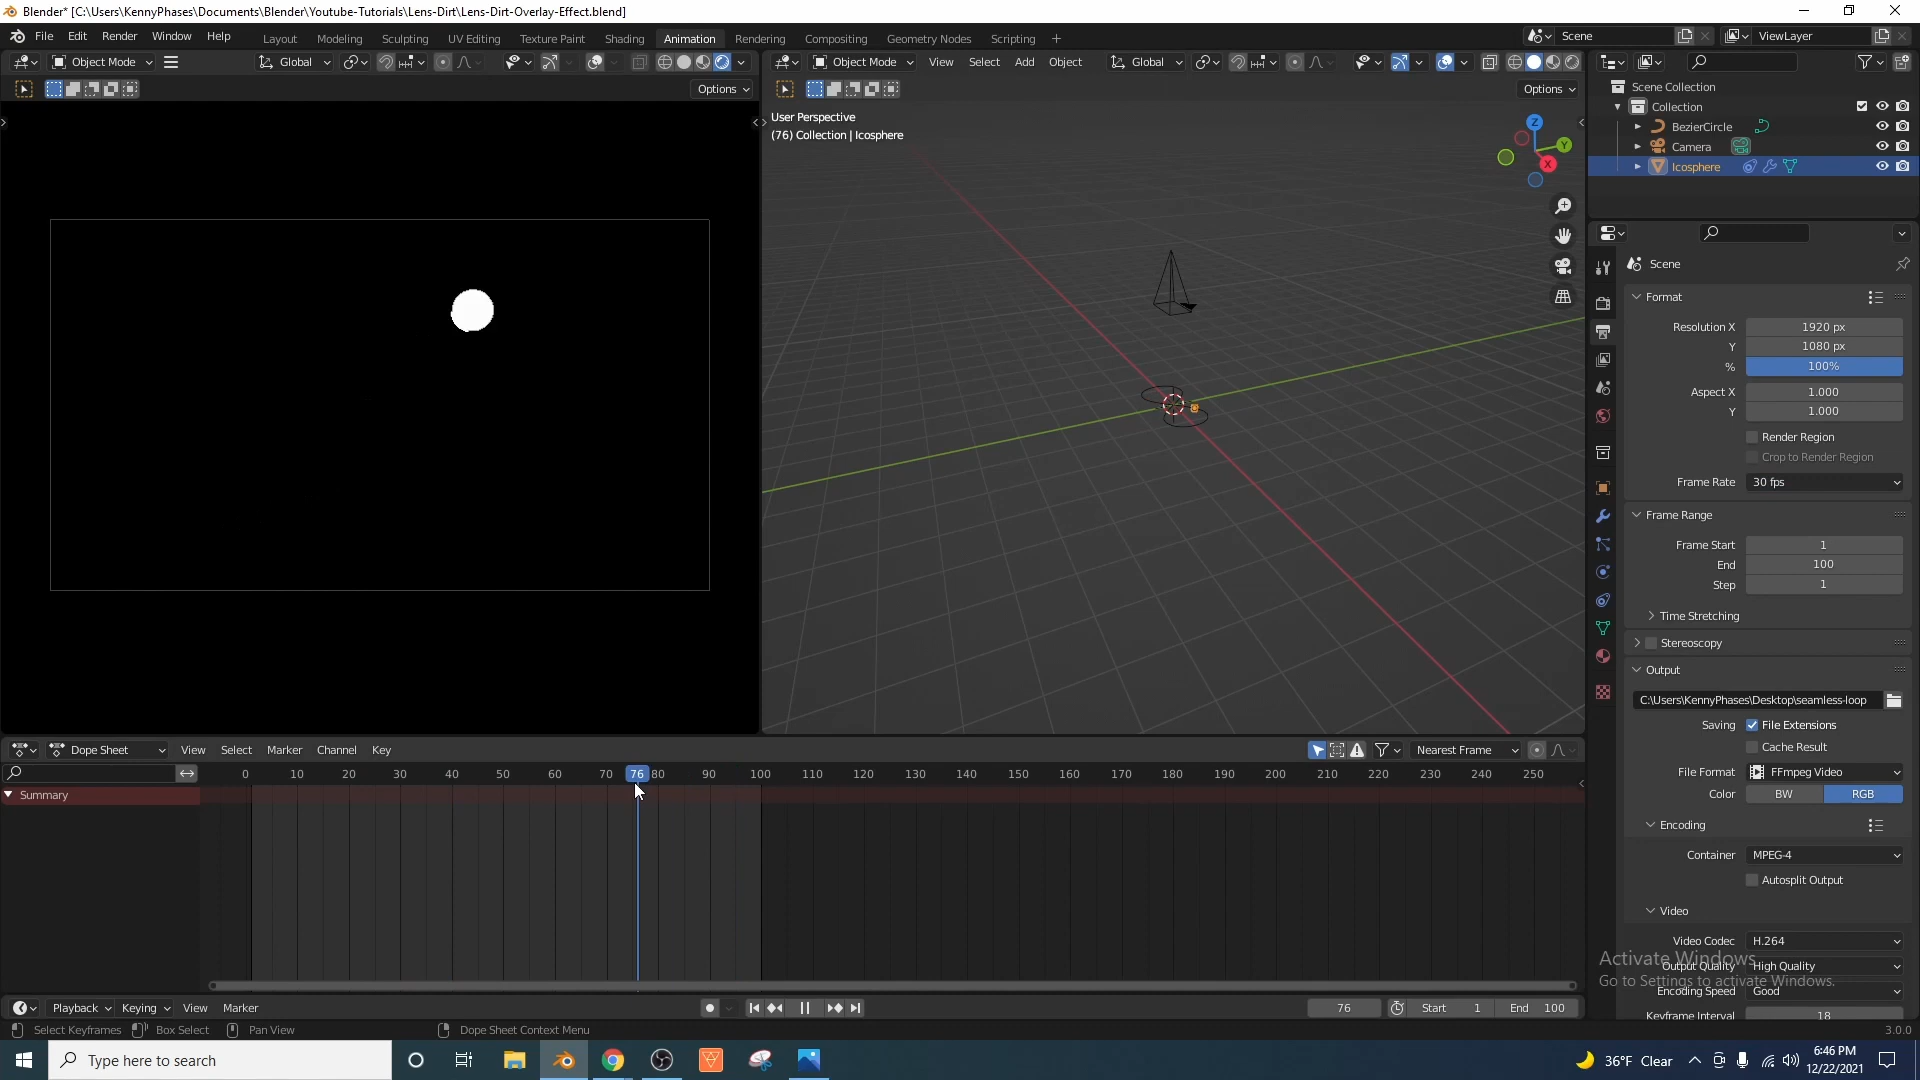 Blender* [C:\Users\KennyPhases\Documents\Blender\Youtube-Tutorials\Lens-Dirt\Lens-Dirt-Overlay-Effect.blend]
File Edit Render Window Help Layout Modeling Sculpting UV Editing Texture Paint Shading Animation Rendering Compositing Geometry Nodes Scripting + Scene ViewLayer
Object Mode Global Object Mode View Select Add Object Global
Options Options
User Perspective
(76) Collection | Icosphere
Z
Y
X
Scene Collection
Collection
BezierCircle
Camera
Icosphere
Scene
Format
Resolution X 1920 px
Y 1080 px
% 100%
Aspect X 1.000
Y 1.000
Render Region
Crop to Render Region
Frame Rate 30 fps
Frame Range
Frame Start 1
End 100
Step 1
Time Stretching
Stereoscopy
Output
C:\Users\KennyPhases\Desktop\seamless-loop
Saving File Extensions
Cache Result
File Format FFmpeg Video
Color BW RGB
Encoding
Container MPEG-4
Autosplit Output
Video
Video Codec H.264
Output Quality High Quality
Encoding Speed Good
Keyframe Interval 18
Activate Windows
Go to Settings to activate Windows.
Dope Sheet View Select Marker Channel Key Nearest Frame
0 10 20 30 40 50 60 70 76 80 90 100 110 120 130 140 150 160 170 180 190 200 210 220 230 240 250
Summary
Playback Keying View Marker 76 Start 1 End 100
Select Keyframes Box Select Pan View Dope Sheet Context Menu 3.0.0
Type here to search 36°F Clear 6:46 PM
12/22/2021